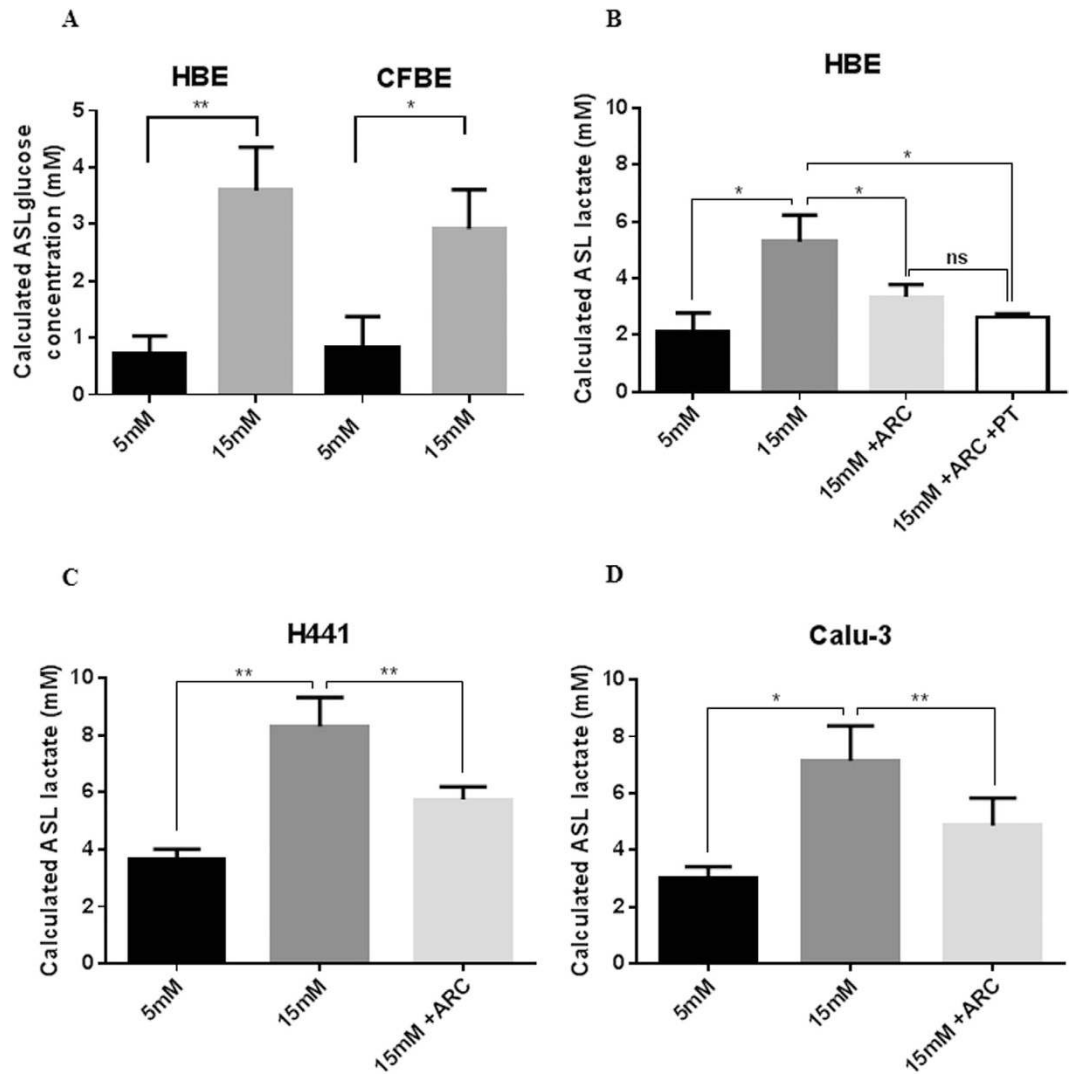 A
HBE
CFBE
**
*
Calculated ASLglucose
concentration (mM)
5
4
3
2
1
0
5mM
15mM
5mM
15mM
B
HBE
Calculated ASL lactate (mM)
10
8
6
4
2
0
*
*
*
ns
5mM
15mM
15mM +ARC
15mM +ARC +PT
C
H441
Calculated ASL lactate (mM)
10
8
6
4
2
0
**
**
5mM
15mM
15mM +ARC
D
Calu-3
Calculated ASL lactate (mM)
10
8
6
4
2
0
*
**
5mM
15mM
15mM +ARC